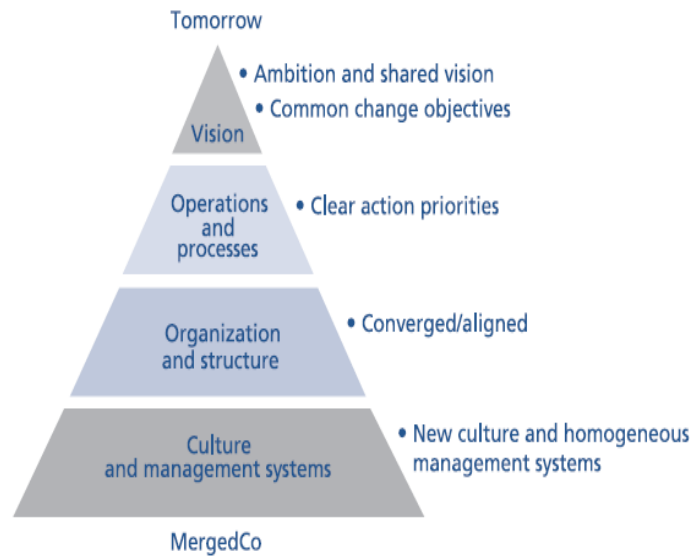 Tomorrow
• Ambition and shared vision
• Common change objectives
Vision
Operations
and
processes
• Clear action priorities
Organization
and structure
• Converged/aligned
Culture
and management systems
• New culture and homogeneous
management systems
MergedCo